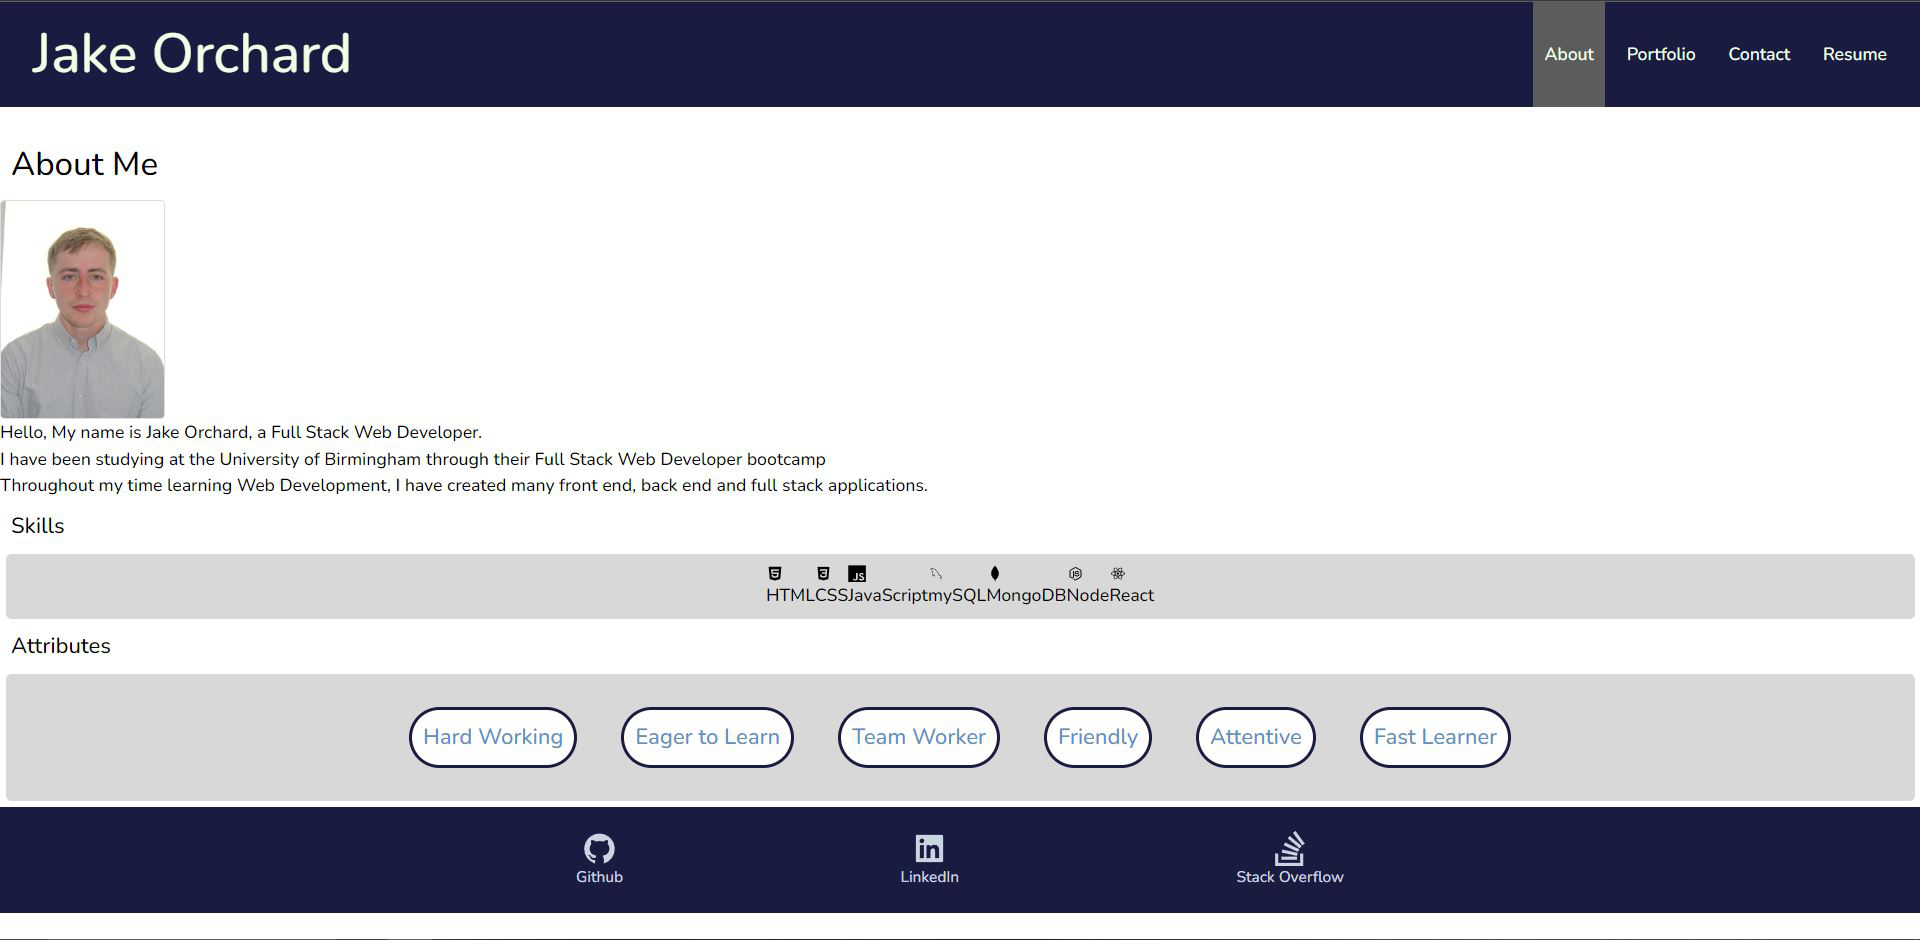 Jake Orchard
About Portfolio Contact Resume
About Me
Hello, My name is Jake Orchard, a Full Stack Web Developer.
I have been studying at the University of Birmingham through their Full Stack Web Developer bootcamp
Throughout my time learning Web Development, I have created many front end, back end and full stack applications.
Skills
HTMLCSSJavaScriptmySQLMongoDBNodeReact
Attributes
Hard Working Eager to Learn Team Worker Friendly Attentive Fast Learner
Github LinkedIn Stack Overflow